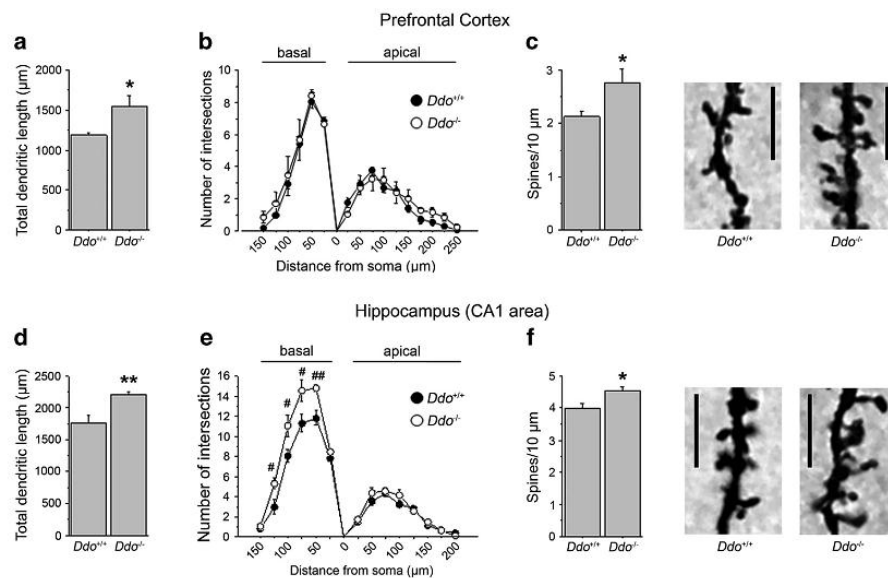 Prefrontal Cortex
a
Total dendritic length (µm)
2000
1500
1000
500
0
*
Ddo+/+
Ddo-/-
b
basal
apical
Number of intersections
10
8
6
4
2
0
Ddo+/+
Ddo-/-
150
100
50
0
50
100
150
200
250
Distance from soma (µm)
c
Spines/10 µm
3
2
1
0
*
Ddo+/+
Ddo-/-
Ddo+/+
Ddo-/-
Hippocampus (CA1 area)
d
Total dendritic length (µm)
2500
2000
1500
1000
500
0
**
Ddo+/+
Ddo-/-
e
basal
apical
Number of intersections
16
14
12
10
8
6
4
2
0
#
#
#
##
Ddo+/+
Ddo-/-
150
100
50
0
50
100
150
200
Distance from soma (µm)
f
Spines/10 µm
5
4
3
2
1
0
*
Ddo+/+
Ddo-/-
Ddo+/+
Ddo-/-